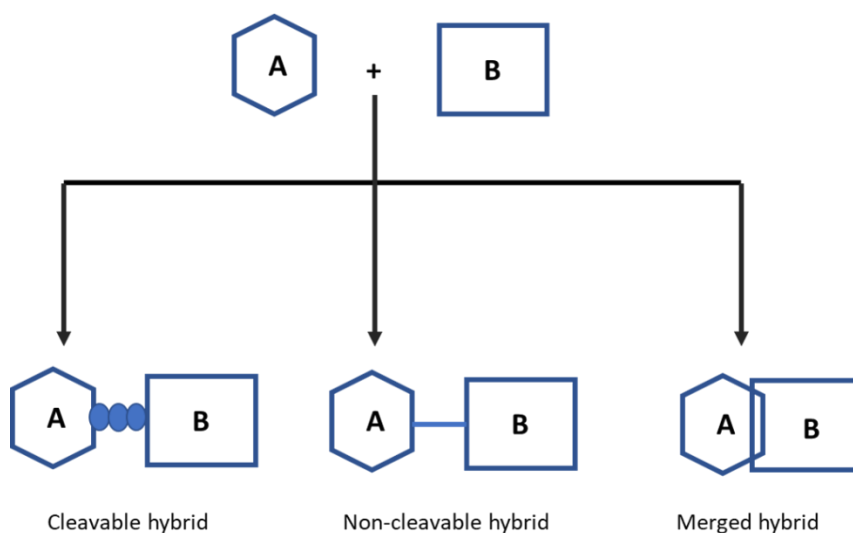 A + B
A B
A B
A B
Cleavable hybrid
Non-cleavable hybrid
Merged hybrid